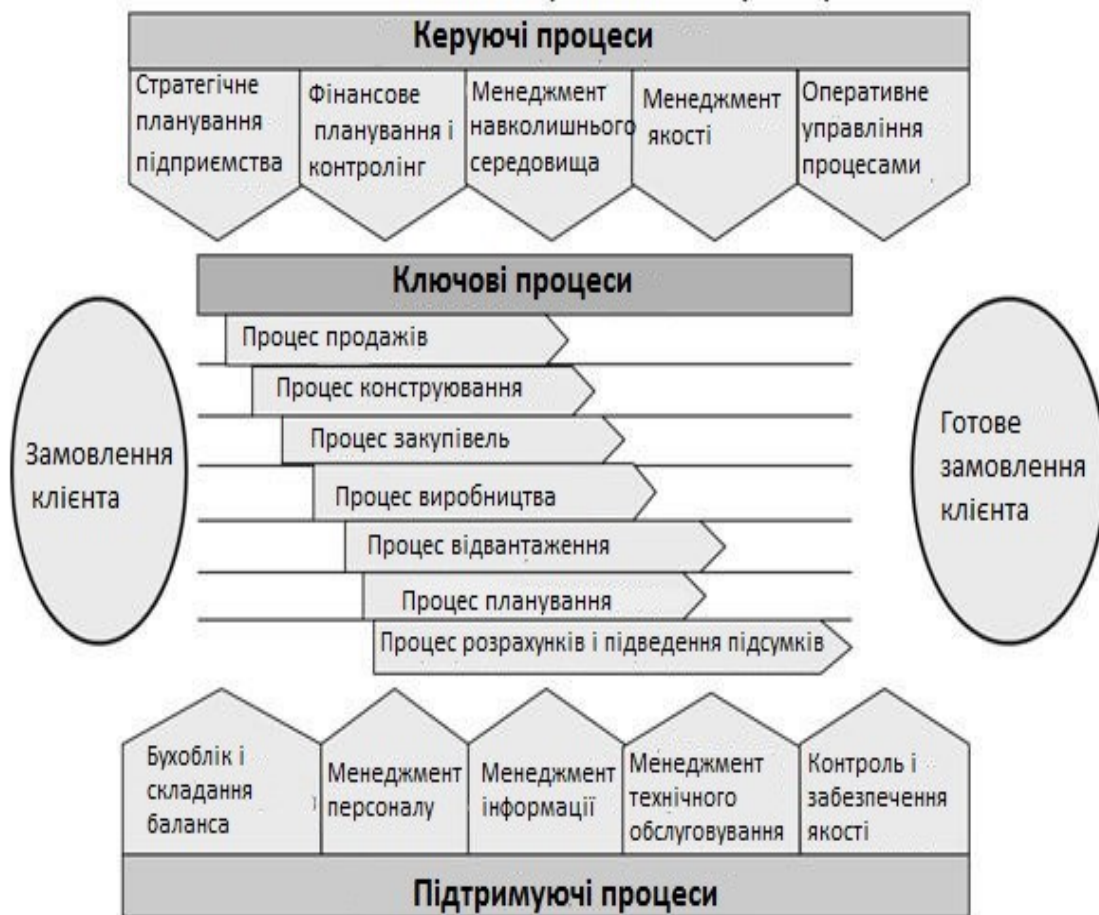 Керуючі процеси
Стратегічне
планування
підприємства
Фінансове
планування і
контролінг
Менеджмент
навколишнього
середовища
Менеджмент
якості
Оперативне
управління
процесами
Ключові процеси
Процес продажів
Процес конструювання
Процес закупівель
Процес виробництва
Процес відвантаження
Процес планування
Процес розрахунків і підведення підсумків
Замовлення
клієнта
Готове
замовлення
клієнта
Бухоблік і
складання
баланса
Менеджмент
персоналу
Менеджмент
інформації
Менеджмент
технічного
обслуговування
Контроль і
забезпечення
якості
Підтримуючі процеси